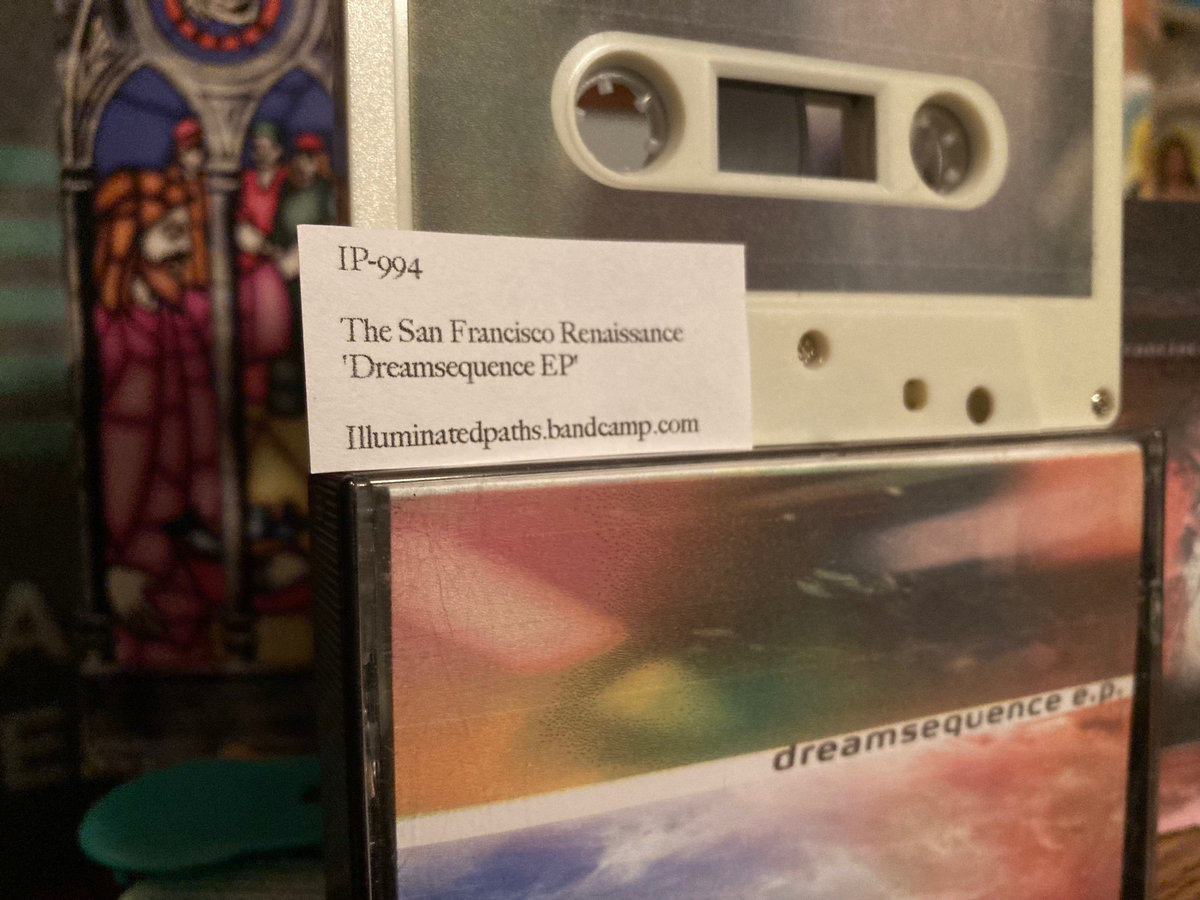 IP-994
The San Francisco Renaissance
'Dreamsequence EP'
Illuminatedpaths.bandcamp.com
dreamsequence e.p.